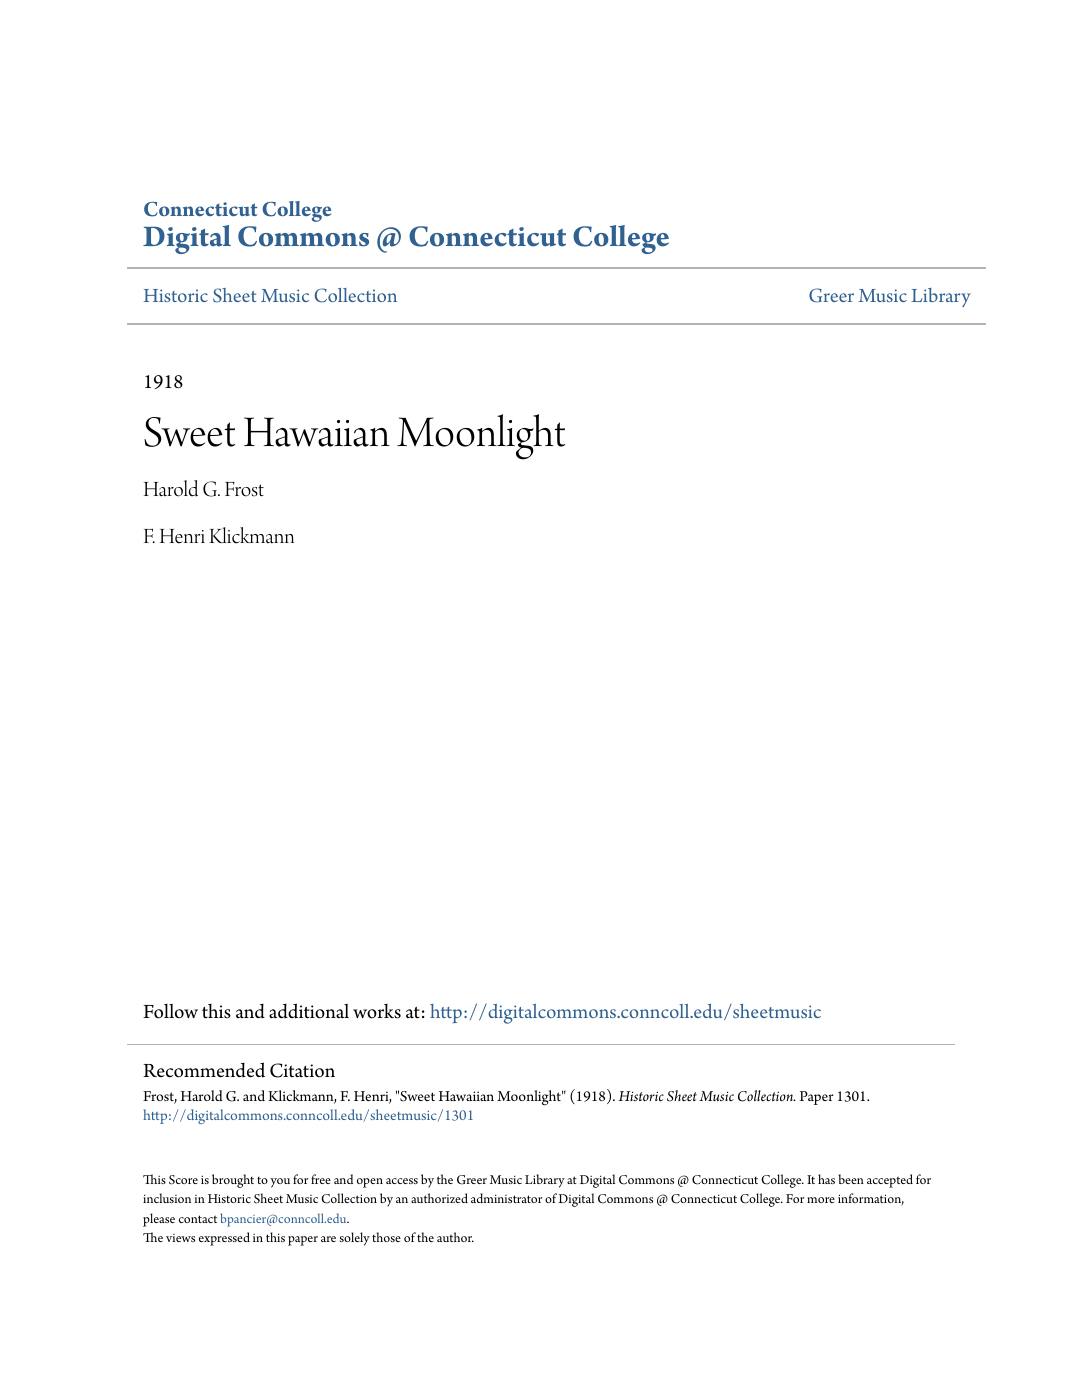 Connecticut College
Digital Commons @ Connecticut College
Historic Sheet Music Collection
Greer Music Library
1918
Sweet Hawaiian Moonlight
Harold G. Frost
F. Henri Klickmann
Follow this and additional works at: http://digitalcommons.conncoll.edu/sheetmusic
Recommended Citation
Frost, Harold G. and Klickmann, F. Henri, "Sweet Hawaiian Moonlight" (1918). Historic Sheet Music Collection. Paper 1301.
http://digitalcommons.conncoll.edu/sheetmusic/1301
This Score is brought to you for free and open access by the Greer Music Library at Digital Commons @ Connecticut College. It has been accepted for
inclusion in Historic Sheet Music Collection by an authorized administrator of Digital Commons @ Connecticut College. For more information,
please contact bpancier@conncoll.edu.
The views expressed in this paper are solely those of the author.